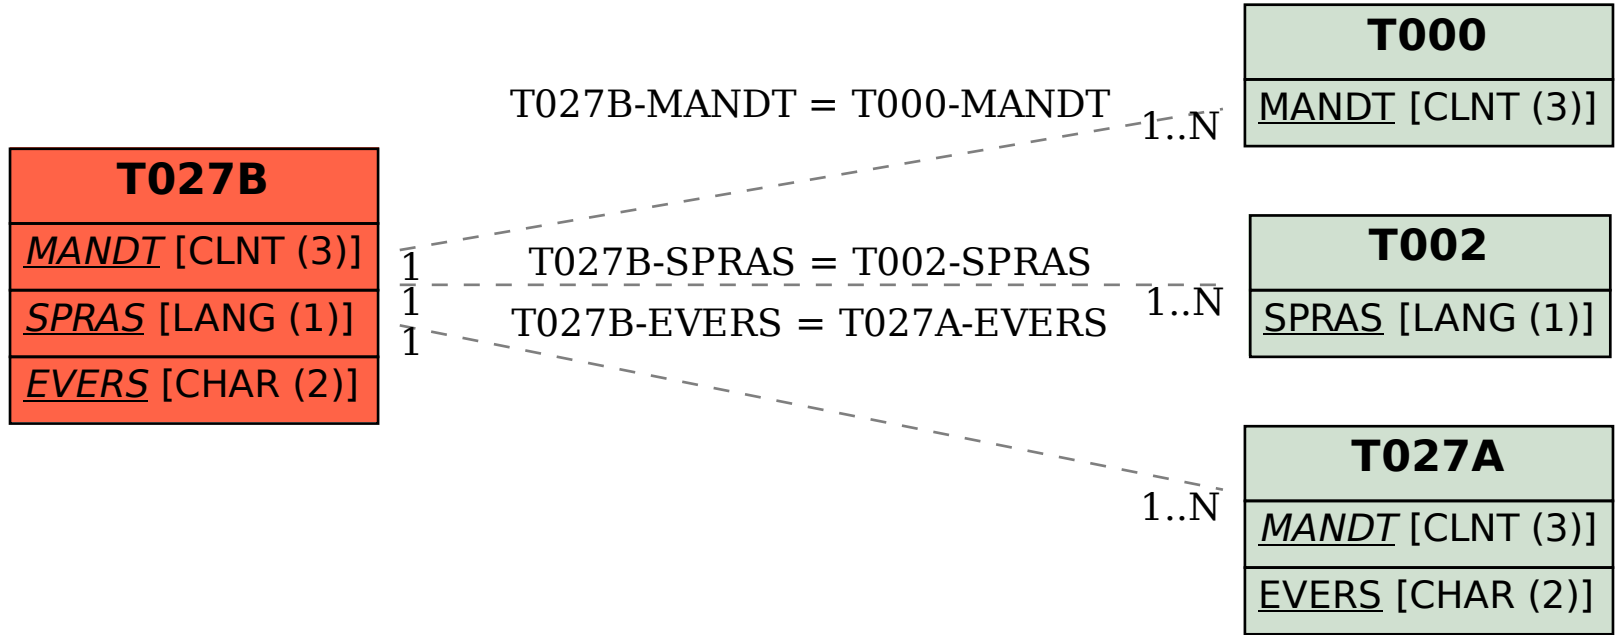 T027B
MANDT [CLNT (3)]
SPRAS [LANG (1)]
EVERS [CHAR (2)]
T027B-MANDT = T000-MANDT
1
1..N
T027B-SPRAS = T002-SPRAS
1
1..N
T027B-EVERS = T027A-EVERS
1
1..N
T000
MANDT [CLNT (3)]
T002
SPRAS [LANG (1)]
T027A
MANDT [CLNT (3)]
EVERS [CHAR (2)]